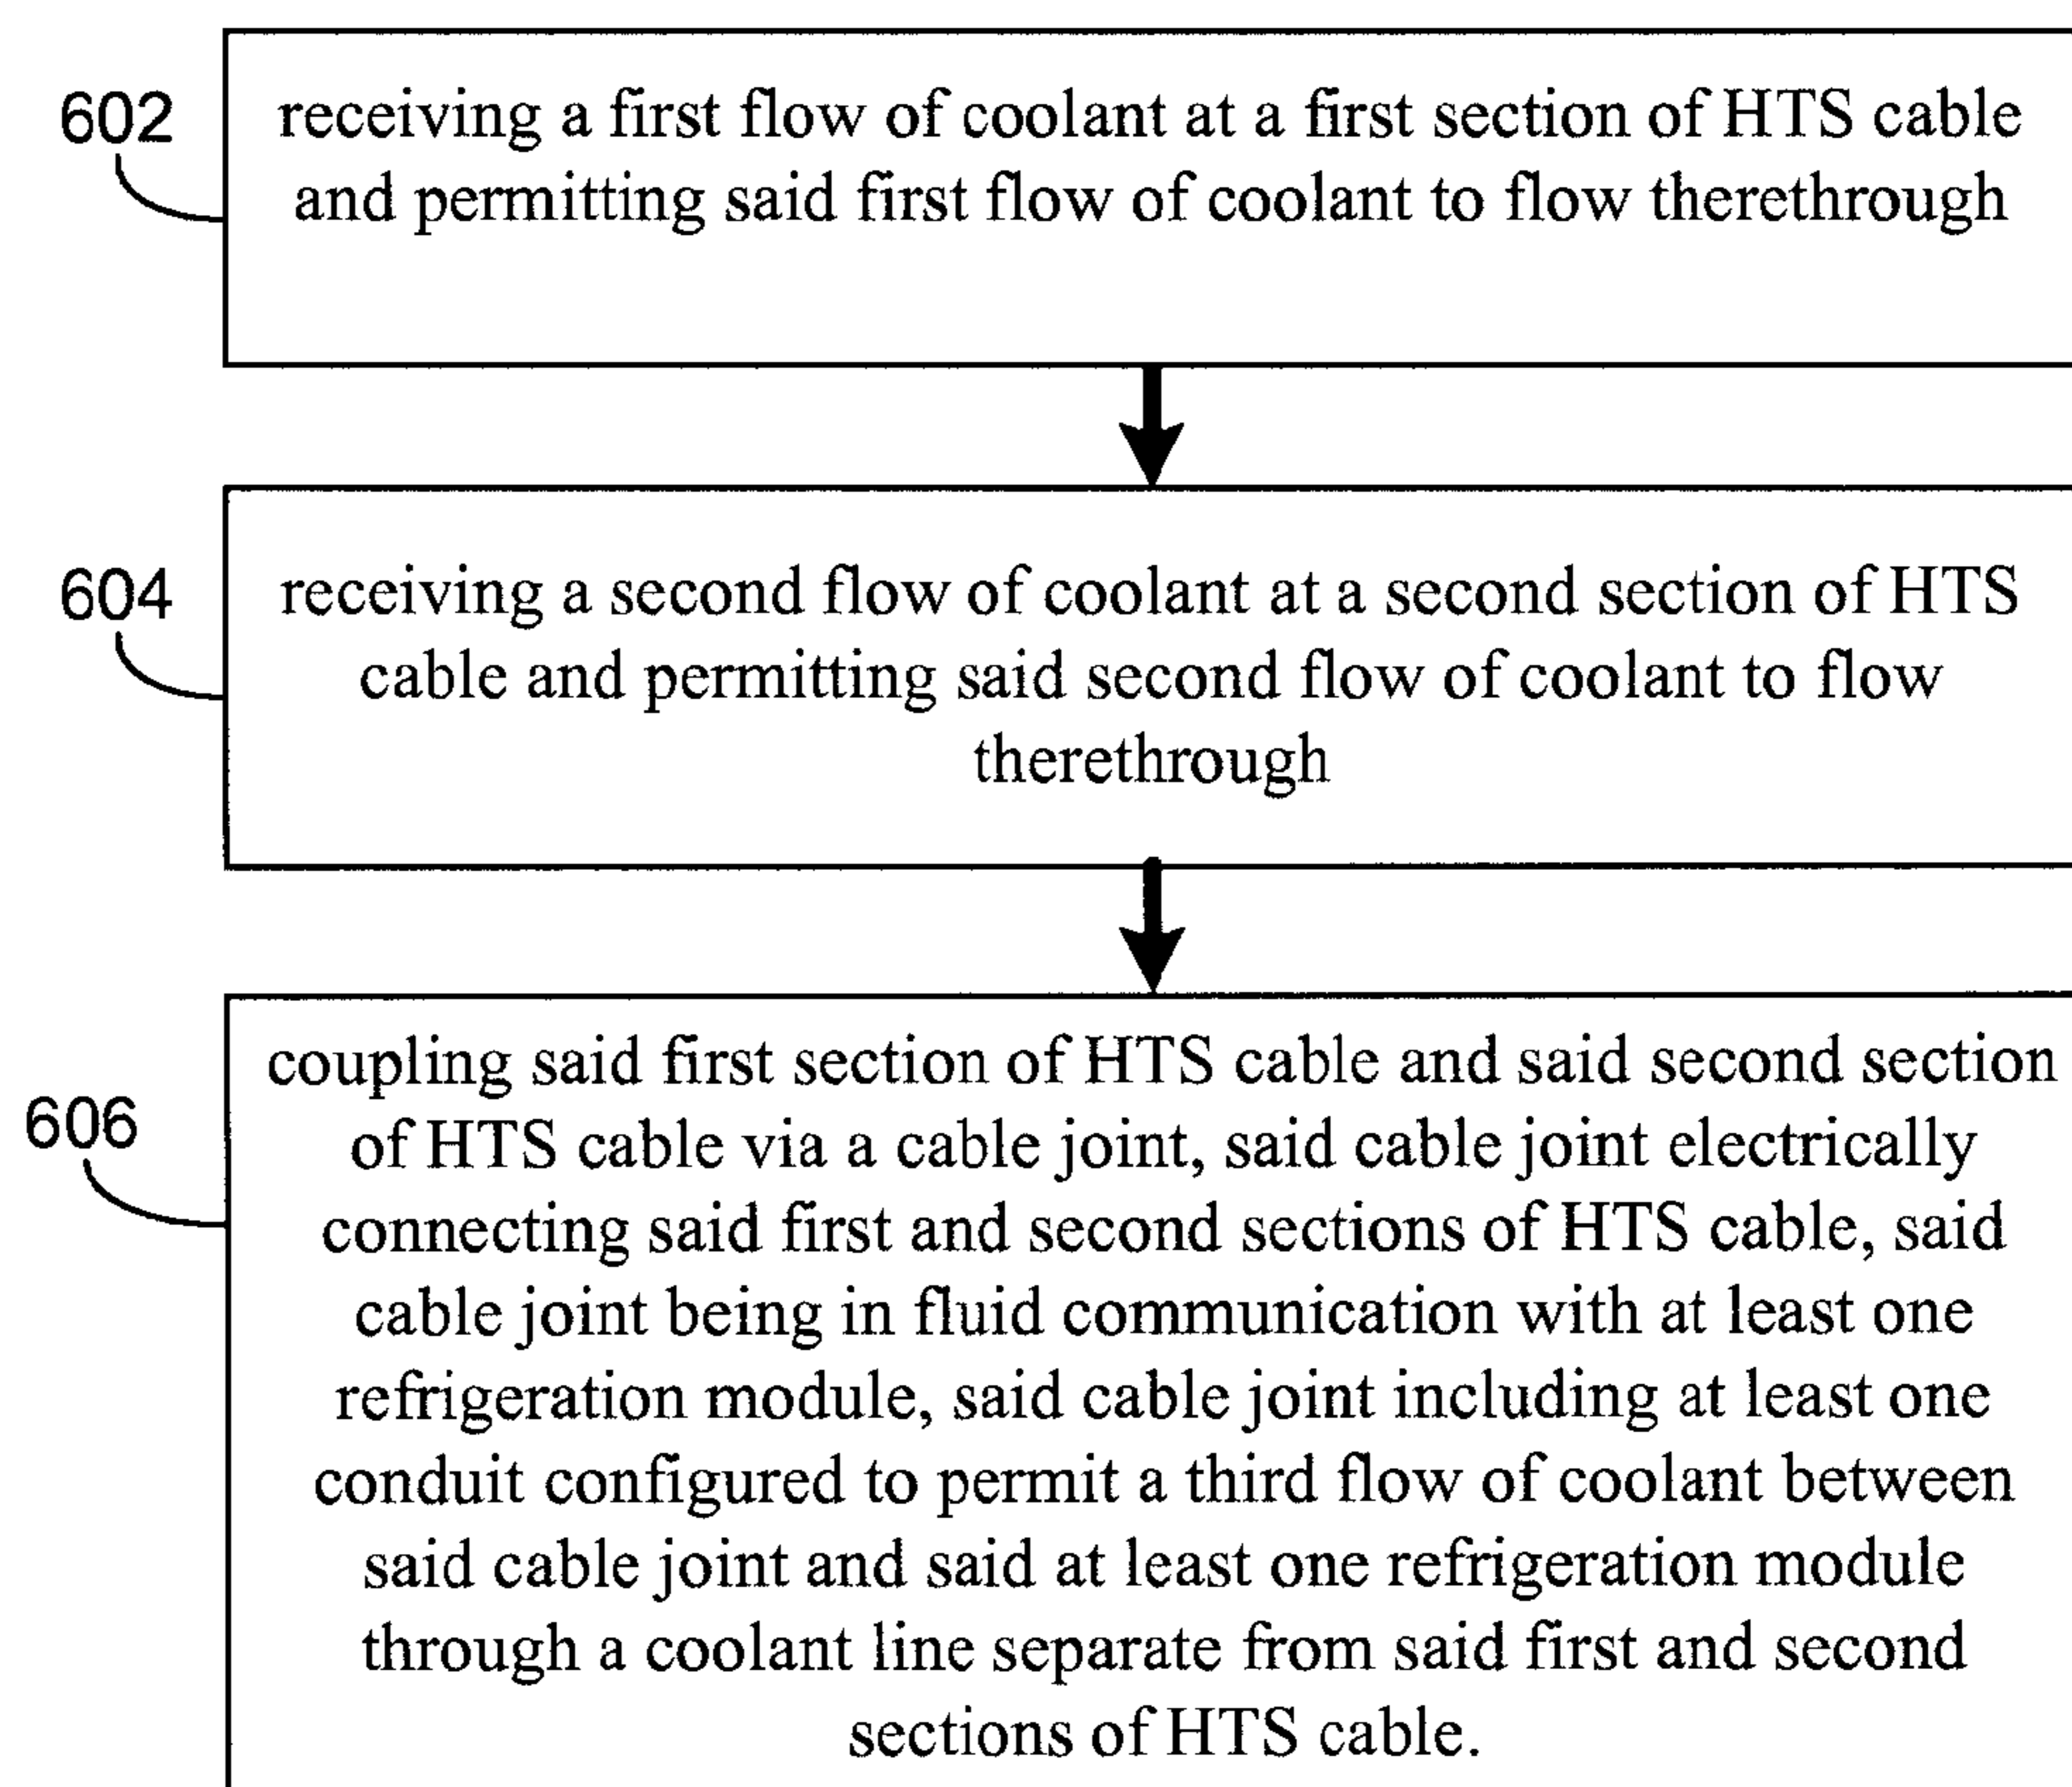 602
receiving a first flow of coolant at a first section of HTS cable
and permitting said first flow of coolant to flow therethrough
604
receiving a second flow of coolant at a second section of HTS
cable and permitting said second flow of coolant to flow
therethrough
606
coupling said first section of HTS cable and said second section
of HTS cable via a cable joint, said cable joint electrically
connecting said first and second sections of HTS cable, said
cable joint being in fluid communication with at least one
refrigeration module, said cable joint including at least one
conduit configured to permit a third flow of coolant between
said cable joint and said at least one refrigeration module
through a coolant line separate from said first and second
sections of HTS cable.